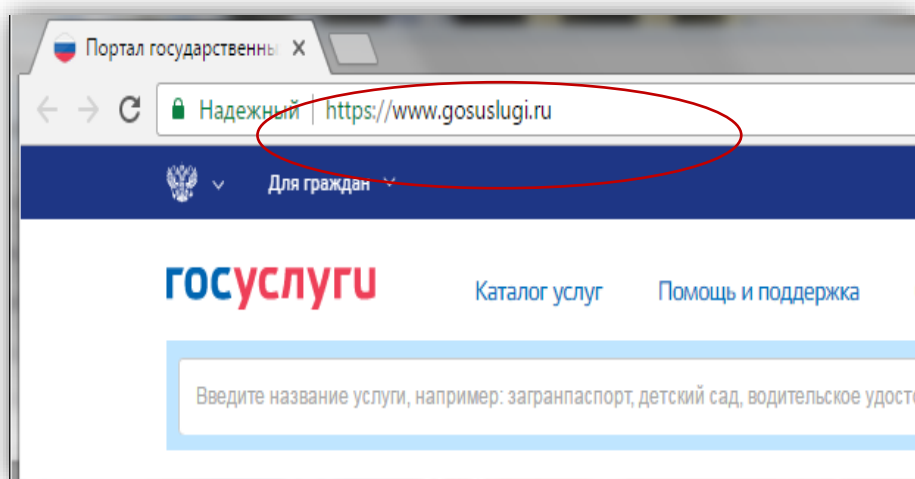 Портал государственны
Надежный https://www.gosuslugi.ru
Для граждан
госуслуги
Каталог услуг Помощь и поддержка
Введите название услуги, например: загранпаспорт, детский сад, водительское удост